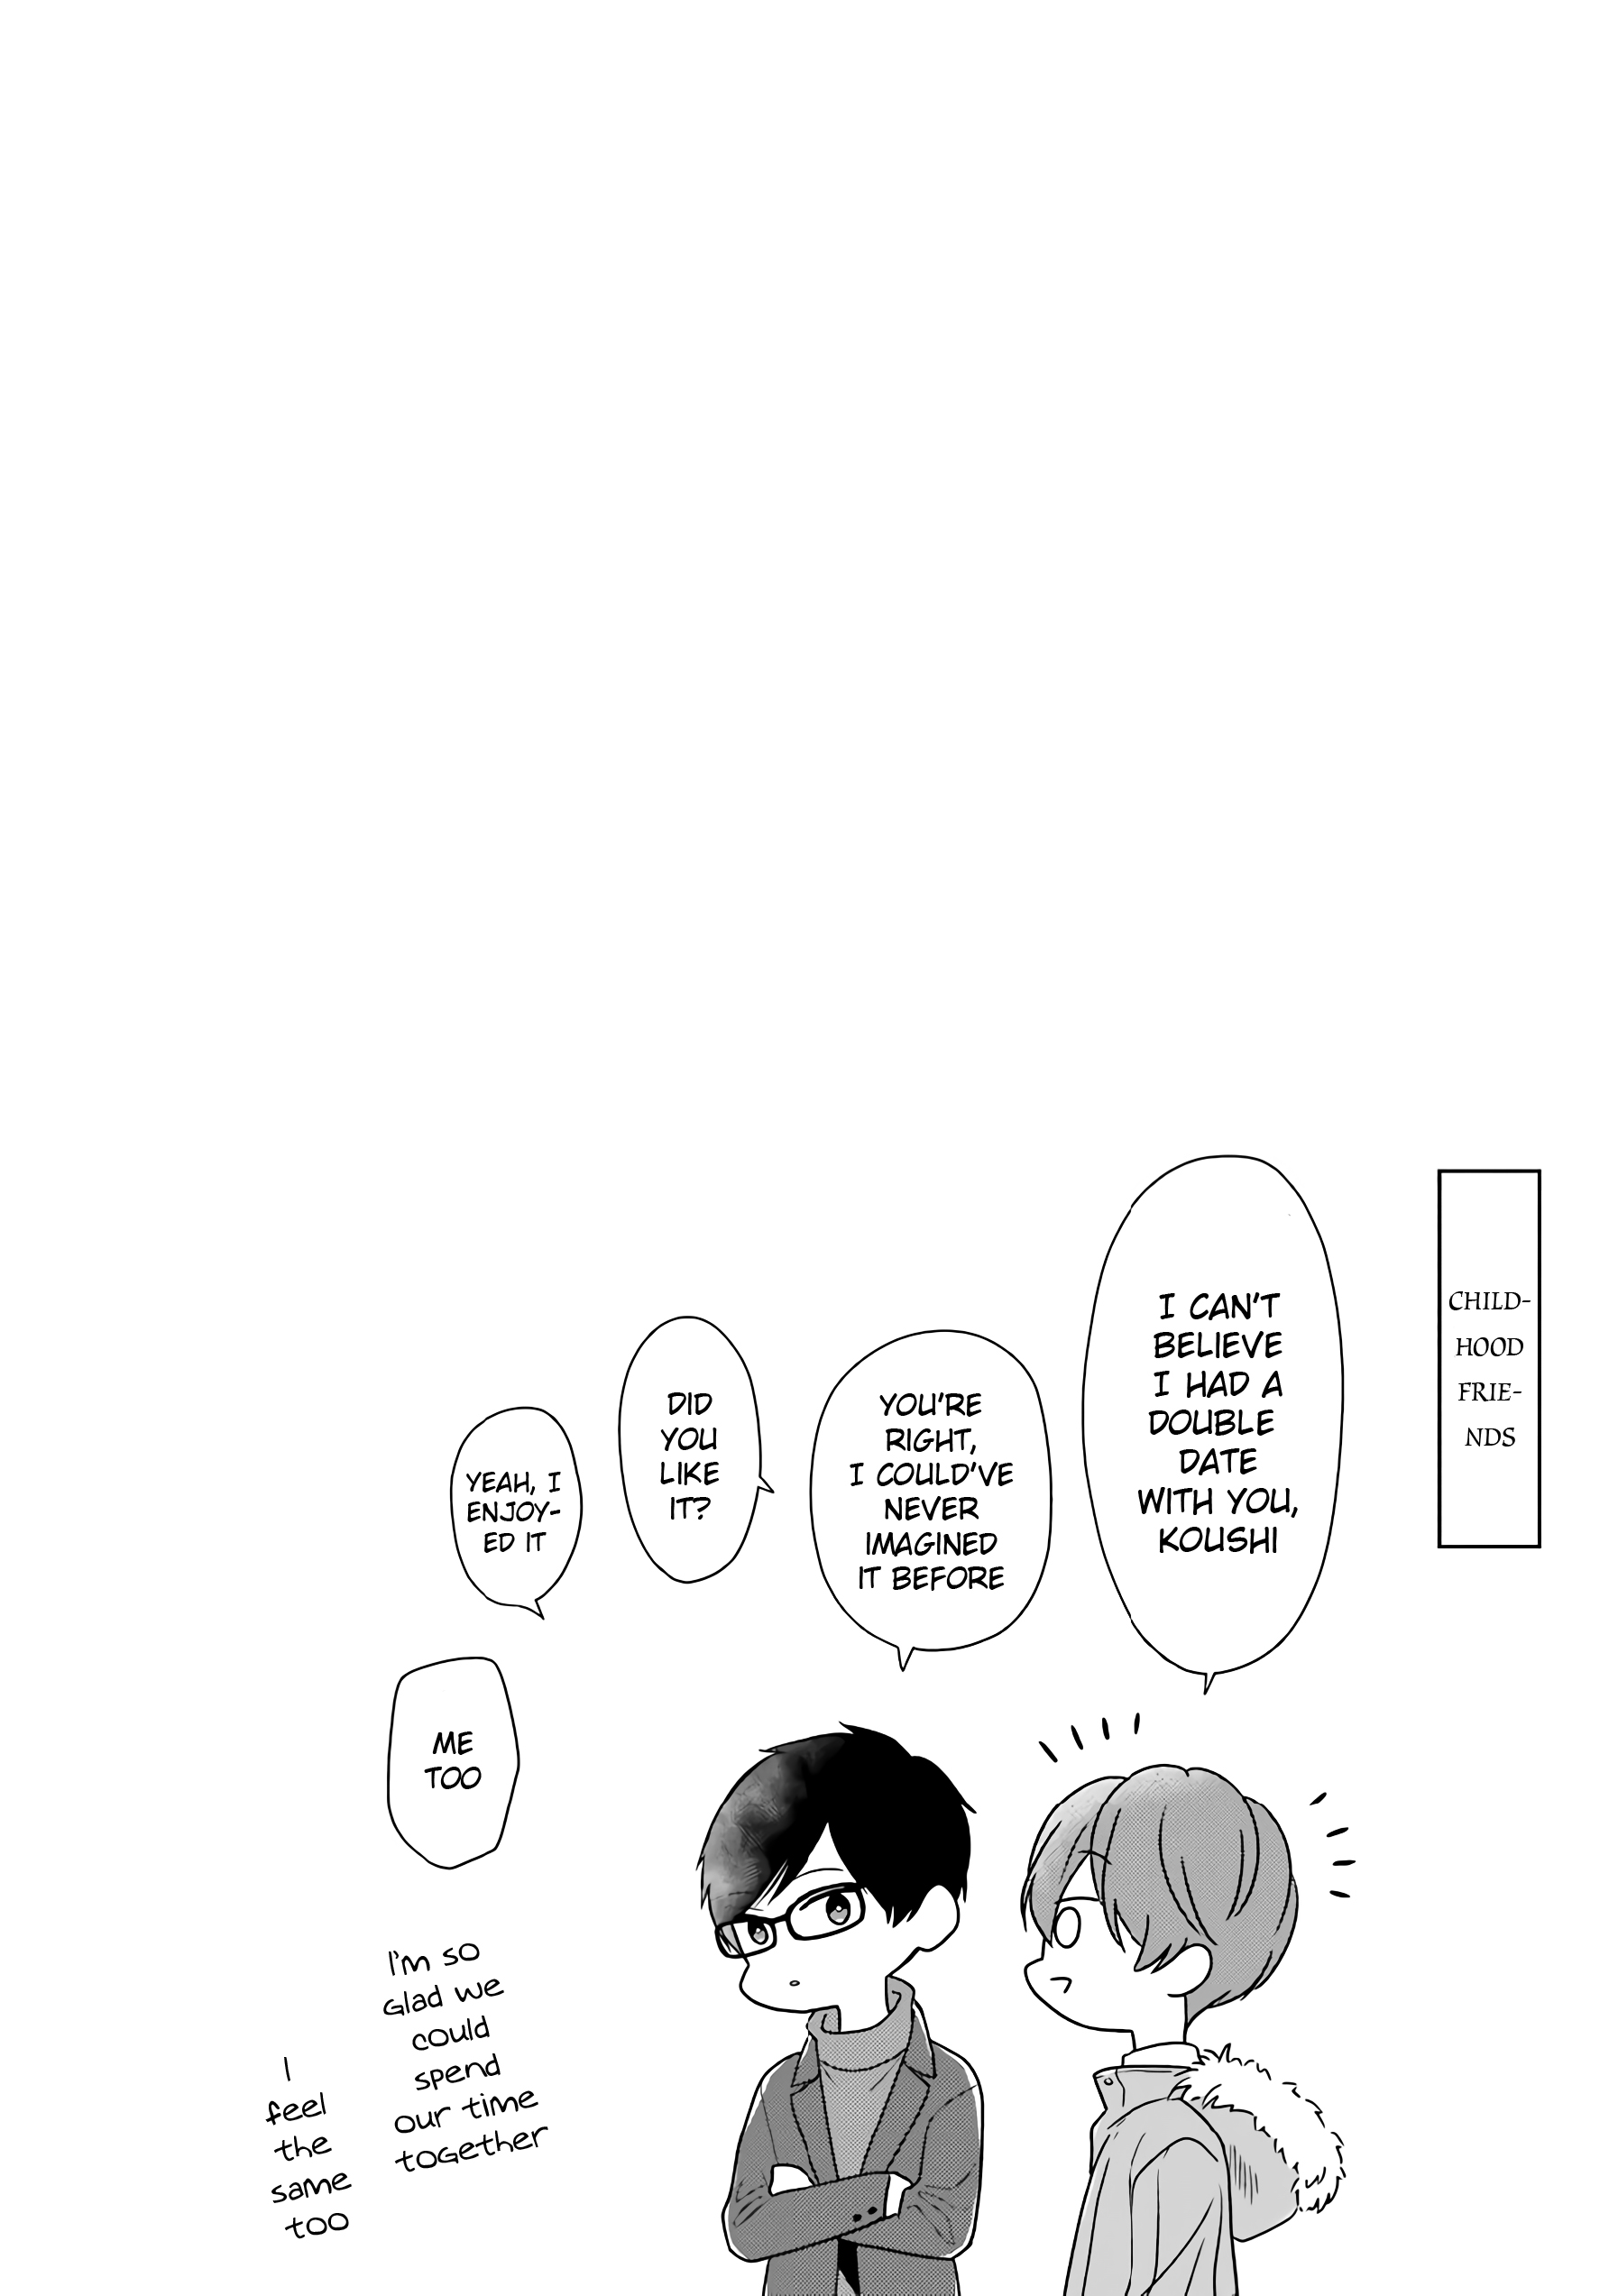 CHILD-
HOOD
FRIE-
NDS
I CAN'T
BELIEVE
I HAD A
DOUBLE
DATE
WITH YOU,
KOUSHI
YOU'RE
RIGHT,
I COULD'VE
NEVER
IMAGINED
IT BEFORE
DID
YOU
LIKE
IT?
YEAH, I
ENJOY-
ED IT
ME
TOO
I'm so
Glad we
could
spend
our time
together
I
feel
the
same
too